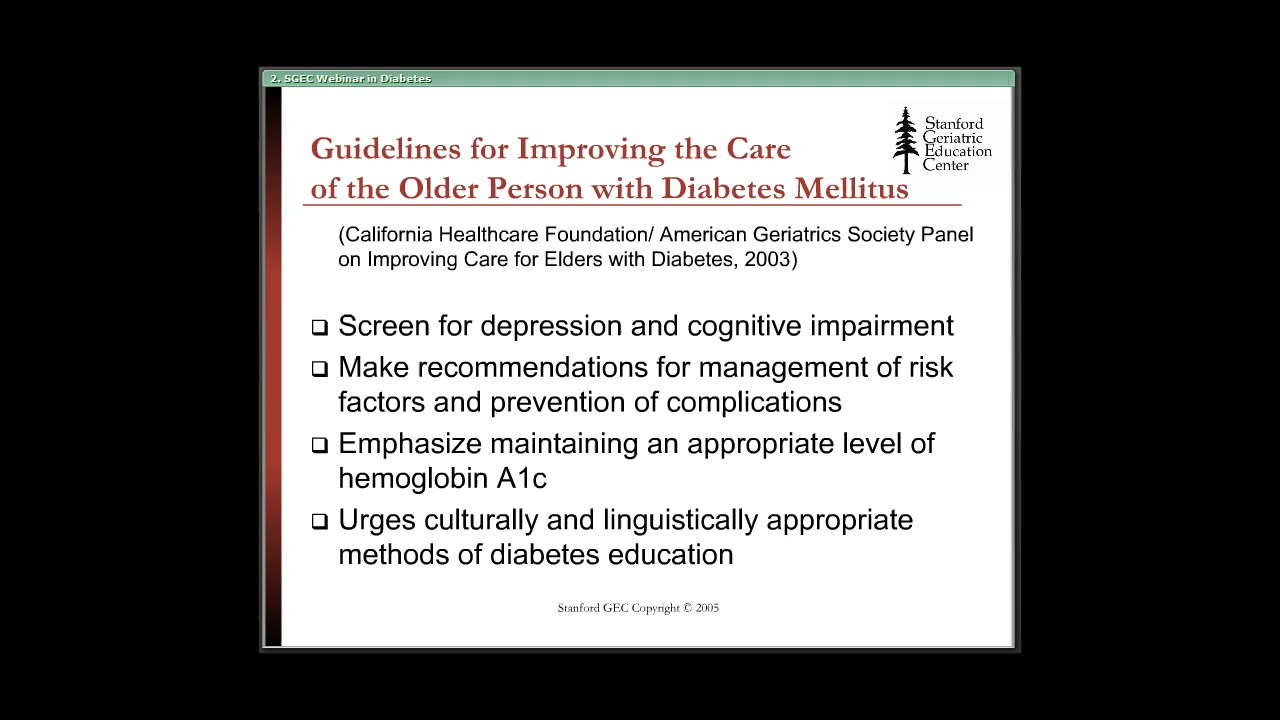 2. SGEC Webinar in Diabetes
Stanford
Geriatric
Education
Center
Guidelines for Improving the Care
of the Older Person with Diabetes Mellitus
(California Healthcare Foundation/ American Geriatrics Society Panel
on Improving Care for Elders with Diabetes, 2003)
❑ Screen for depression and cognitive impairment
❑ Make recommendations for management of risk
factors and prevention of complications
❑ Emphasize maintaining an appropriate level of
hemoglobin A1c
❑ Urges culturally and linguistically appropriate
methods of diabetes education
Stanford GEC Copyright © 2005